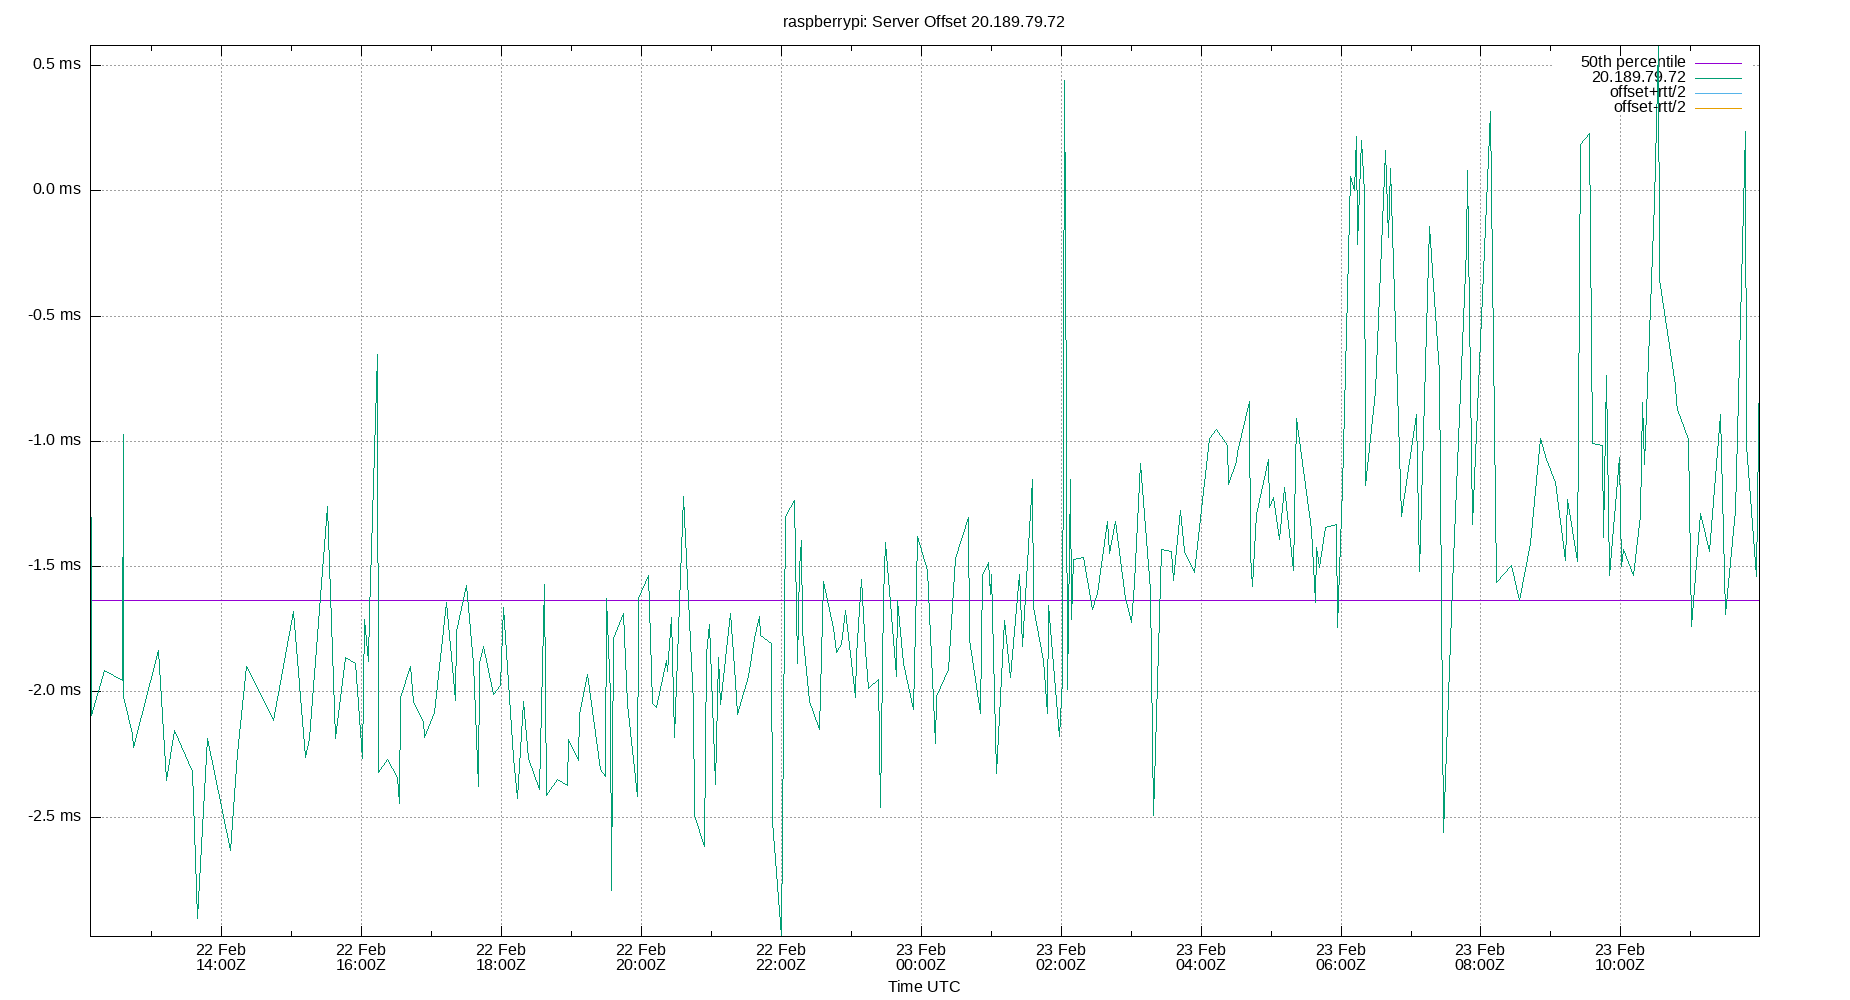 raspberrypi: Server Offset 20.189.79.72
0.5 ms
0.0 ms
-0.5 ms
-1.0 ms
-1.5 ms
-2.0 ms
-2.5 ms
50th percentile
20.189.79.72
offset+rtt/2
offset-rtt/2
22 Feb 22 Feb 22 Feb 22 Feb 22 Feb 23 Feb 23 Feb 23 Feb 23 Feb 23 Feb 23 Feb
14:00Z 16:00Z 18:00Z 20:00Z 22:00Z 00:00Z 02:00Z 04:00Z 06:00Z 08:00Z 10:00Z
Time UTC